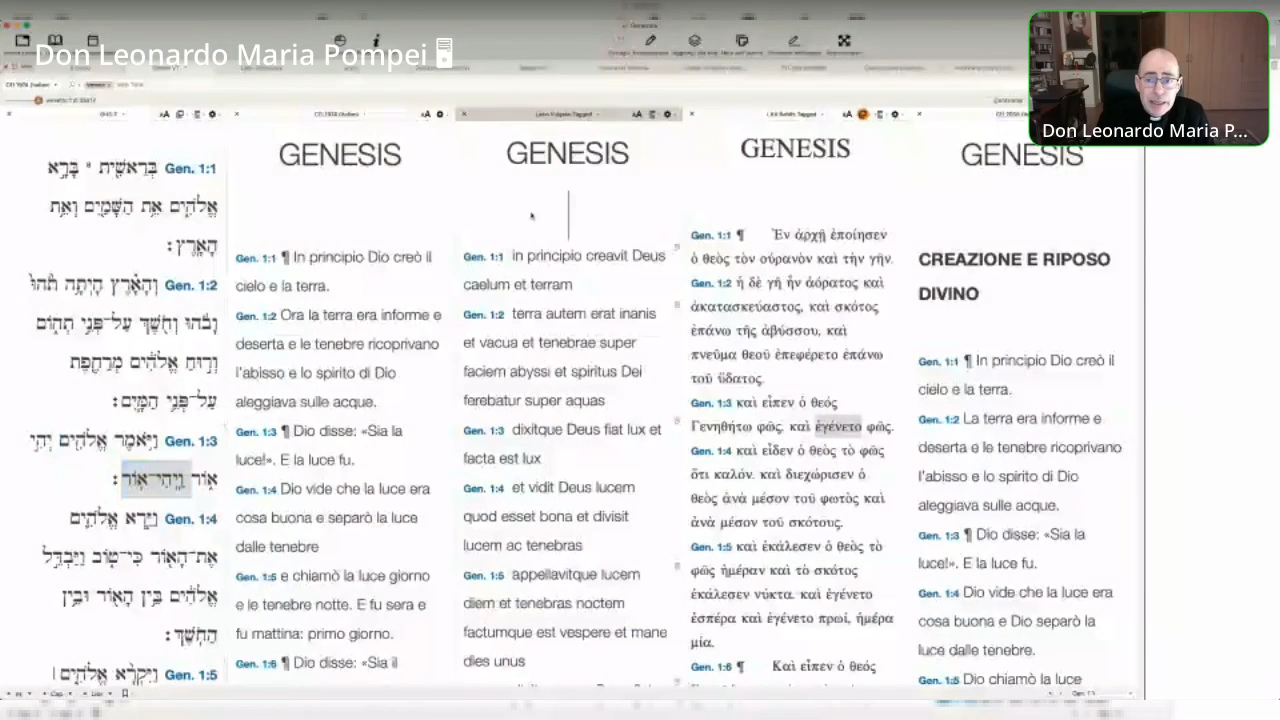 Don Leonardo Maria Pompei
Don Leonardo Maria P...
Gen. 1:1 בְּרֵאשִׁ֖ית בָּרָ֣א
אֱלֹהִ֑ים אֵ֥ת הַשָּׁמַ֖יִם וְאֵ֥ת
הָאָֽרֶץ׃
Gen. 1:2 וְהָאָ֗רֶץ הָיְתָ֥ה תֹ֙הוּ֙
וָבֹ֔הוּ וְחֹ֖שֶׁךְ עַל־פְּנֵ֣י תְה֑וֹם
וְר֣וּחַ אֱלֹהִ֔ים מְרַחֶ֖פֶת
עַל־פְּנֵ֥י הַמָּֽיִם׃
Gen. 1:3 וַיֹּ֥אמֶר אֱלֹהִ֖ים יְהִ֣י
א֑וֹר וַֽיְהִי־אֽוֹר׃
Gen. 1:4 וַיַּ֧רְא אֱלֹהִ֛ים
אֶת־הָא֖וֹר כִּי־ט֑וֹב וַיַּבְדֵּ֣ל
אֱלֹהִ֔ים בֵּ֥ין הָא֖וֹר וּבֵ֥ין
הַחֹֽשֶׁךְ׃
Gen. 1:5 וַיִּקְרָ֨א אֱלֹהִ֤ים׀
GENESIS
Gen. 1:1 ¶ In principio Dio creò il
cielo e la terra.
Gen. 1:2 Ora la terra era informe e
deserta e le tenebre ricoprivano
l'abisso e lo spirito di Dio
aleggiava sulle acque.
Gen. 1:3 ¶ Dio disse: «Sia la
luce!». E la luce fu.
Gen. 1:4 Dio vide che la luce era
cosa buona e separò la luce
dalle tenebre
Gen. 1:5 e chiamò la luce giorno
e le tenebre notte. E fu sera e
fu mattina: primo giorno.
Gen. 1:6 ¶ Dio disse: «Sia il
GENESIS
Gen. 1:1 in principio creavit Deus
caelum et terram
Gen. 1:2 terra autem erat inanis
et vacua et tenebrae super
faciem abyssi et spiritus Dei
ferebatur super aquas
Gen. 1:3 dixitque Deus fiat lux et
facta est lux
Gen. 1:4 et vidit Deus lucem
quod esset bona et divisit
lucem ac tenebras
Gen. 1:5 appellavitque lucem
diem et tenebras noctem
factumque est vespere et mane
dies unus
GENESIS
Gen. 1:1 ¶ Ἐν ἀρχῇ ἐποίησεν
ὁ θεὸς τὸν οὐρανὸν καὶ τὴν γῆν.
Gen. 1:2 ἡ δὲ γῆ ἦν ἀόρατος καὶ
ἀκατασκεύαστος, καὶ σκότος
ἐπάνω τῆς ἀβύσσου, καὶ
πνεῦμα θεοῦ ἐπεφέρετο ἐπάνω
τοῦ ὕδατος.
Gen. 1:3 καὶ εἶπεν ὁ θεός
Γενηθήτω φῶς. καὶ ἐγένετο φῶς.
Gen. 1:4 καὶ εἶδεν ὁ θεὸς τὸ φῶς
ὅτι καλόν. καὶ διεχώρισεν ὁ
θεὸς ἀνὰ μέσον τοῦ φωτὸς καὶ
ἀνὰ μέσον τοῦ σκότους.
Gen. 1:5 καὶ ἐκάλεσεν ὁ θεὸς τὸ
φῶς ἡμέραν καὶ τὸ σκότος
ἐκάλεσεν νύκτα. καὶ ἐγένετο
ἑσπέρα καὶ ἐγένετο πρωί, ἡμέρα
μία.
Gen. 1:6 ¶ Καὶ εἶπεν ὁ θεός
GENESIS
CREAZIONE E RIPOSO
DIVINO
Gen. 1:1 ¶ In principio Dio creò il
cielo e la terra.
Gen. 1:2 La terra era informe e
deserta e le tenebre ricoprivano
l'abisso e lo spirito di Dio
aleggiava sulle acque.
Gen. 1:3 ¶ Dio disse: «Sia la
luce!». E la luce fu.
Gen. 1:4 Dio vide che la luce era
cosa buona e Dio separò la
luce dalle tenebre.
Gen. 1:5 Dio chiamò la luce